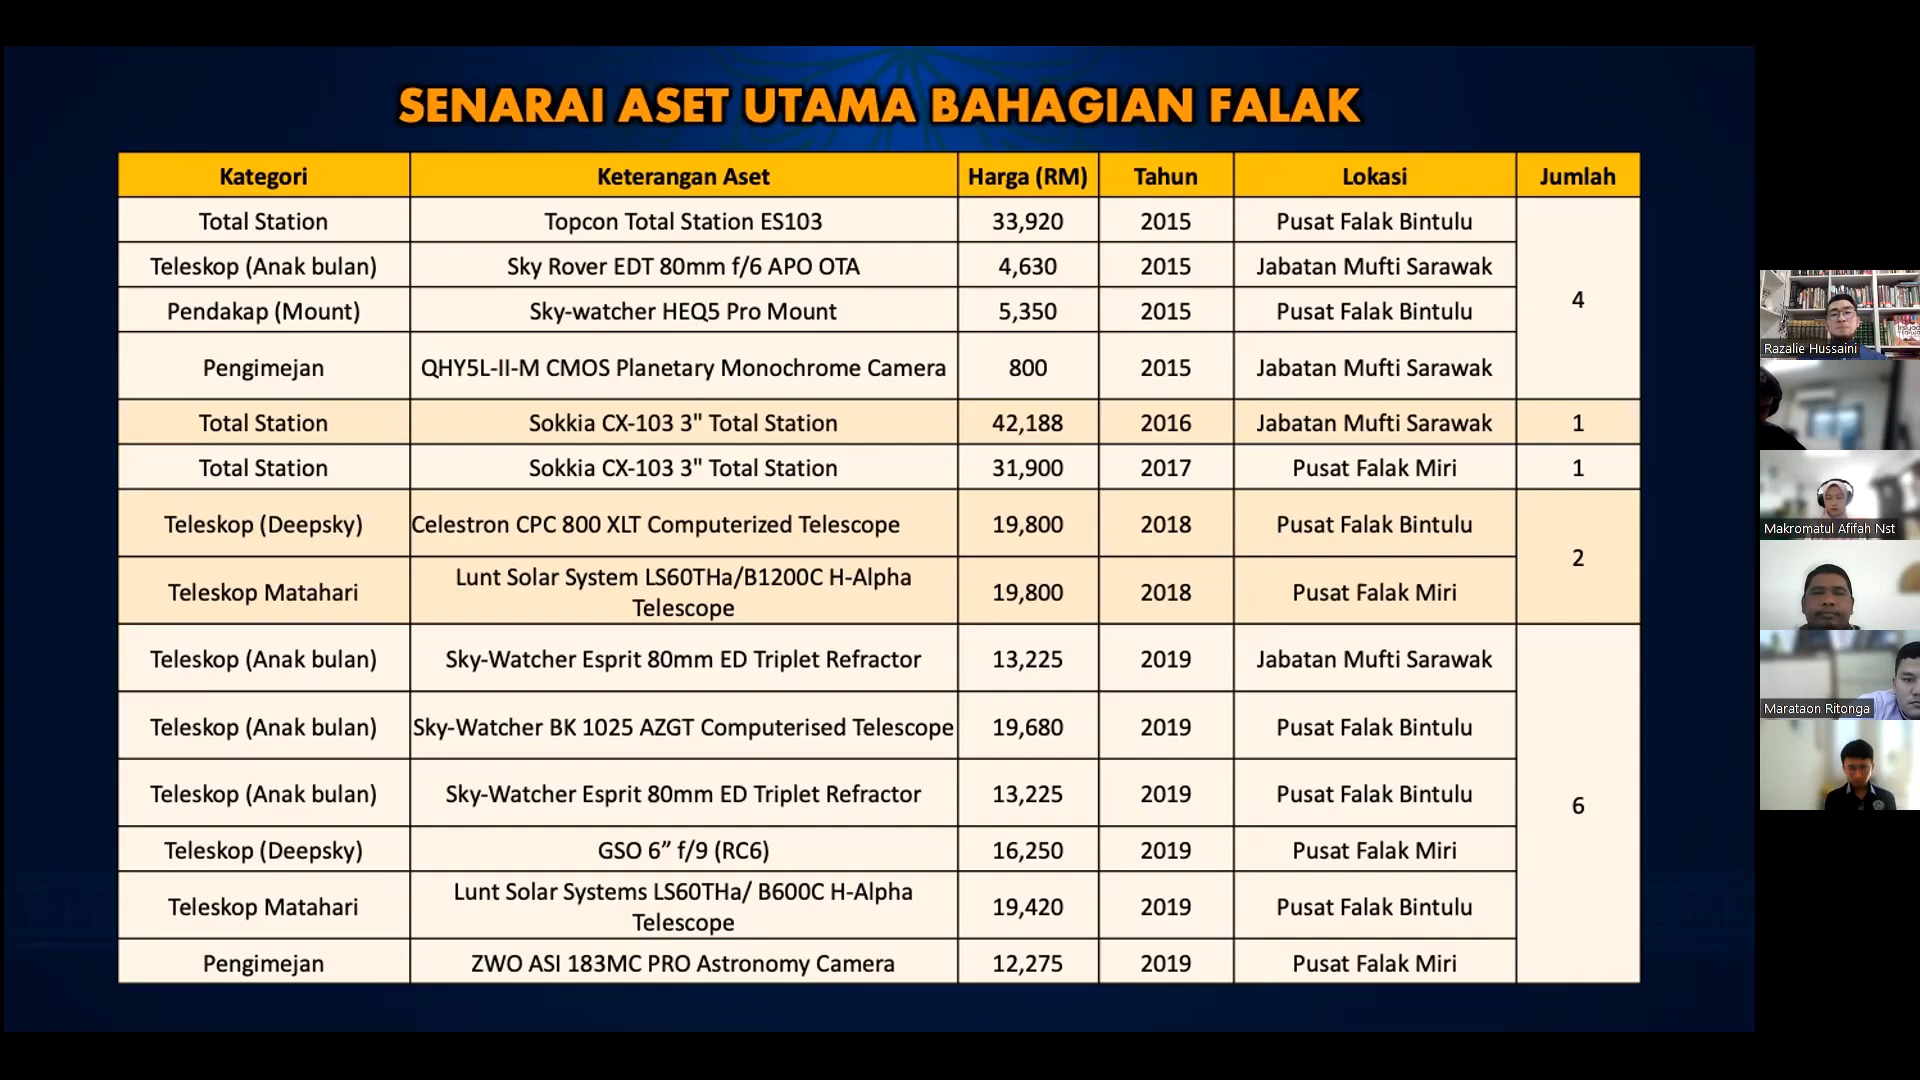 SENARAI ASET UTAMA BAHAGIAN FALAK
Kategori Keterangan Aset Harga (RM) Tahun Lokasi Jumlah
Total Station Topcon Total Station ES103 33,920 2015 Pusat Falak Bintulu
Teleskop (Anak bulan) Sky Rover EDT 80mm f/6 APO OTA 4,630 2015 Jabatan Mufti Sarawak
4
Pendakap (Mount) Sky-watcher HEQ5 Pro Mount 5,350 2015 Pusat Falak Bintulu
Pengimejan QHY5L-II-M CMOS Planetary Monochrome Camera 800 2015 Jabatan Mufti Sarawak
Total Station Sokkia CX-103 3" Total Station 42,188 2016 Jabatan Mufti Sarawak 1
Total Station Sokkia CX-103 3" Total Station 31,900 2017 Pusat Falak Miri 1
Teleskop (Deepsky) Celestron CPC 800 XLT Computerized Telescope 19,800 2018 Pusat Falak Bintulu
2
Teleskop Matahari Lunt Solar System LS60THa/B1200C H-Alpha
Telescope 19,800 2018 Pusat Falak Miri
Teleskop (Anak bulan) Sky-Watcher Esprit 80mm ED Triplet Refractor 13,225 2019 Jabatan Mufti Sarawak
Teleskop (Anak bulan) Sky-Watcher BK 1025 AZGT Computerised Telescope 19,680 2019 Pusat Falak Bintulu
Teleskop (Anak bulan) Sky-Watcher Esprit 80mm ED Triplet Refractor 13,225 2019 Pusat Falak Bintulu
6
Teleskop (Deepsky) GSO 6” f/9 (RC6) 16,250 2019 Pusat Falak Miri
Teleskop Matahari Lunt Solar Systems LS60THa/ B600C H-Alpha
Telescope 19,420 2019 Pusat Falak Bintulu
Pengimejan ZWO ASI 183MC PRO Astronomy Camera 12,275 2019 Pusat Falak Miri
Razalie Hussaini
Makromatul Afifah Nst
Marataon Ritonga